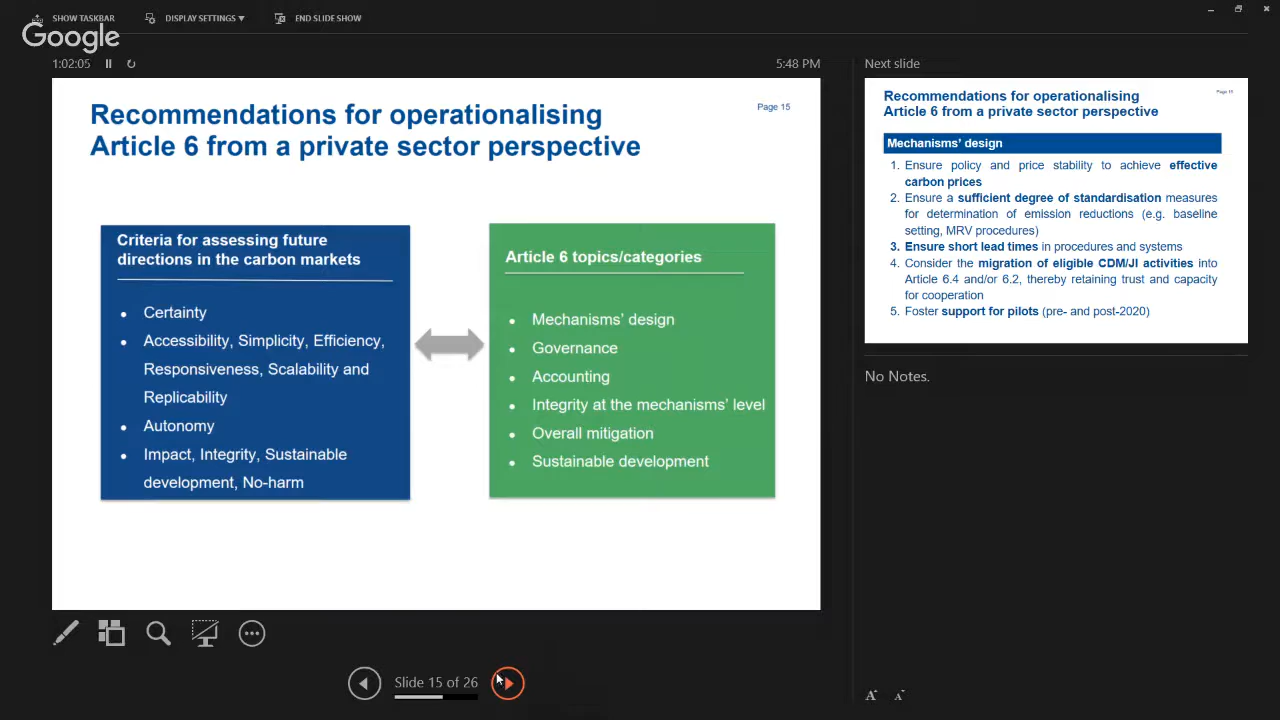 SHOW TASKBAR
DISPLAY SETTINGS ▼
END SLIDE SHOW
Google
1:02:05
5:48 PM
Recommendations for operationalising
Article 6 from a private sector perspective
Page 15
Criteria for assessing future
directions in the carbon markets
• Certainty
• Accessibility, Simplicity, Efficiency,
Responsiveness, Scalability and
Replicability
• Autonomy
• Impact, Integrity, Sustainable
development, No-harm
Article 6 topics/categories
• Mechanisms’ design
• Governance
• Accounting
• Integrity at the mechanisms’ level
• Overall mitigation
• Sustainable development
Slide 15 of 26
Next slide
Recommendations for operationalising
Article 6 from a private sector perspective
Mechanisms’ design
1. Ensure policy and price stability to achieve effective
carbon prices
2. Ensure a sufficient degree of standardisation measures
for determination of emission reductions (e.g. baseline
setting, MRV procedures)
3. Ensure short lead times in procedures and systems
4. Consider the migration of eligible CDM/JI activities into
Article 6.4 and/or 6.2, thereby retaining trust and capacity
for cooperation
5. Foster support for pilots (pre- and post-2020)
No Notes.
A A